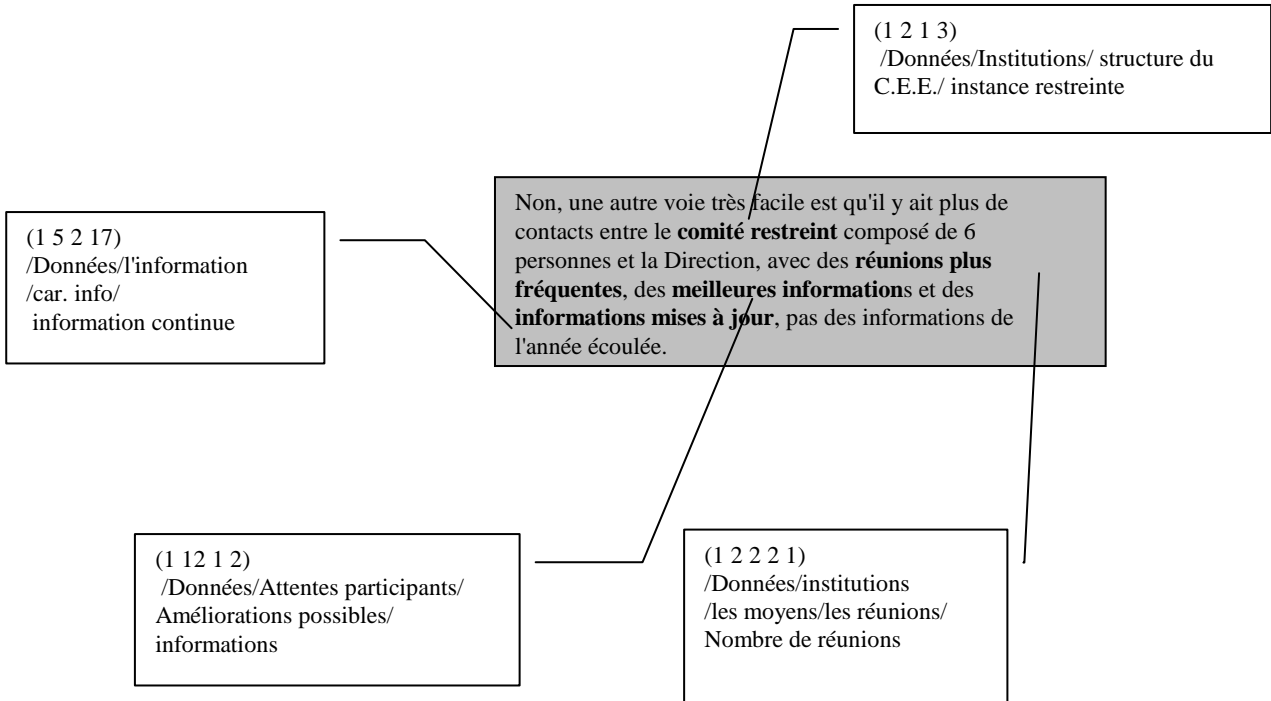 (1 2 1 3)
/Données/Institutions/ structure du
C.E.E./ instance restreinte
Non, une autre voie très facile est qu'il y ait plus de
contacts entre le comité restreint composé de 6
personnes et la Direction, avec des réunions plus
fréquentes, des meilleures informations et des
informations mises à jour, pas des informations de
l'année écoulée.
(1 5 2 17)
/Données/l'information
/car. info/
information continue
(1 12 1 2)
/Données/Attentes participants/
Améliorations possibles/
informations
(1 2 2 2 1)
/Données/institutions
/les moyens/les réunions/
Nombre de réunions